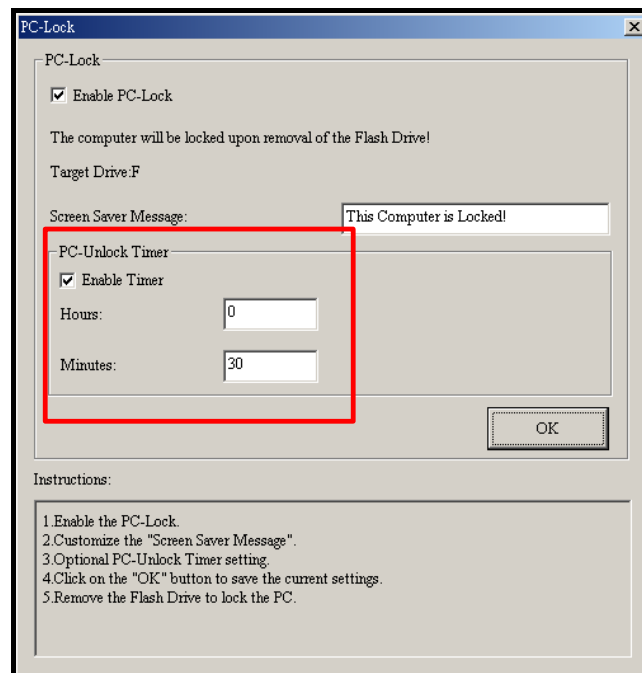 PC-Lock
PC-Lock
Enable PC-Lock
The computer will be locked upon removal of the Flash Drive!
Target Drive:F
Screen Saver Message: This Computer is Locked!
PC-Unlock Timer
Enable Timer
Hours: 0
Minutes: 30
OK
Instructions:
1.Enable the PC-Lock.
2.Customize the "Screen Saver Message".
3.Optional PC-Unlock Timer setting.
4.Click on the "OK" button to save the current settings.
5.Remove the Flash Drive to lock the PC.